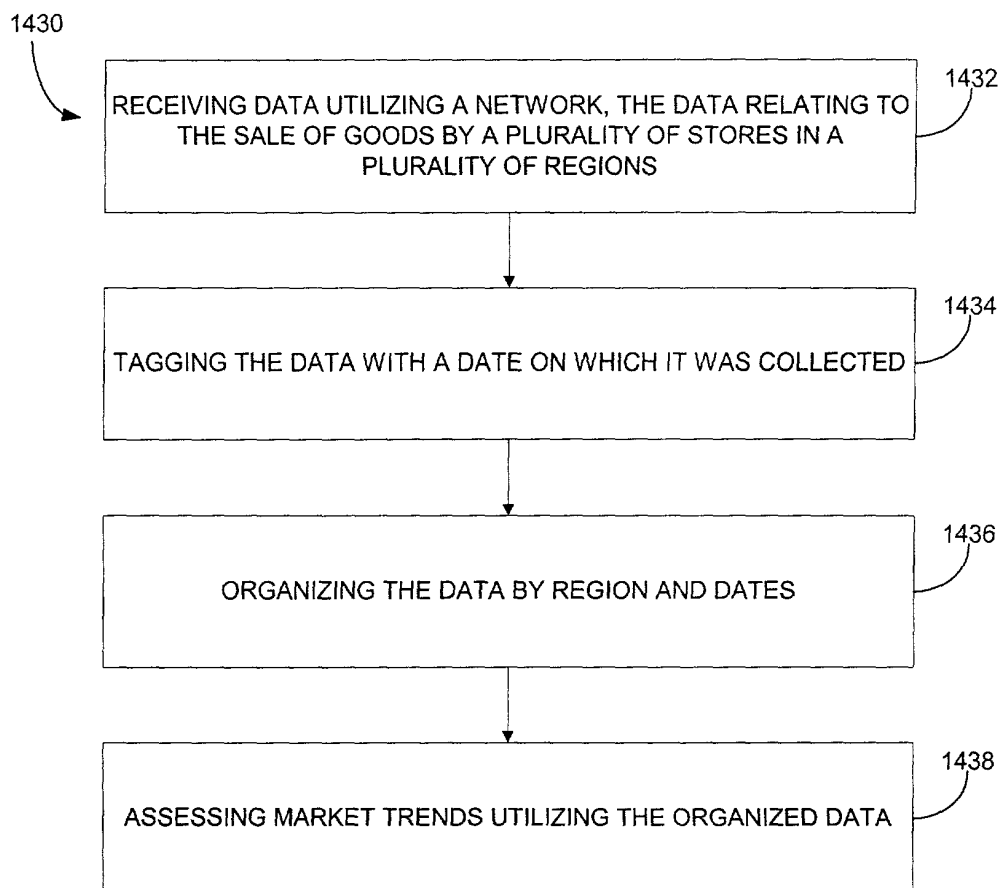 1430
1432
RECEIVING DATA UTILIZING A NETWORK, THE DATA RELATING TO
THE SALE OF GOODS BY A PLURALITY OF STORES IN A
PLURALITY OF REGIONS
1434
TAGGING THE DATA WITH A DATE ON WHICH IT WAS COLLECTED
1436
ORGANIZING THE DATA BY REGION AND DATES
1438
ASSESSING MARKET TRENDS UTILIZING THE ORGANIZED DATA